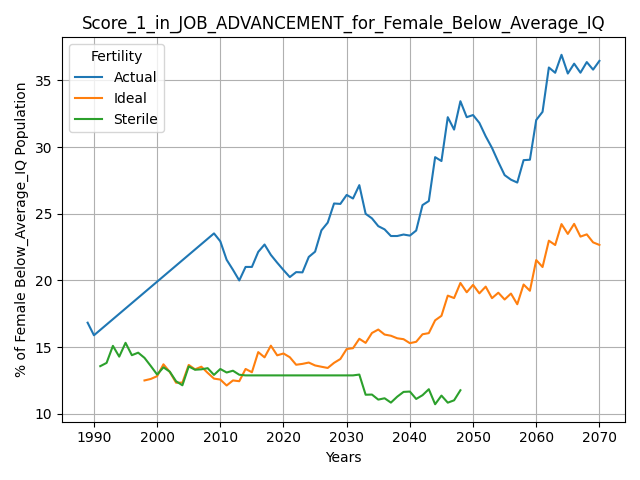 Score_1_in_JOB_ADVANCEMENT_for_Female_Below_Average_IQ
% of Female Below_Average_IQ Population
Fertility
Actual
Ideal
Sterile
35
30
25
20
15
10
1990 2000 2010 2020 2030 2040 2050 2060 2070
Years